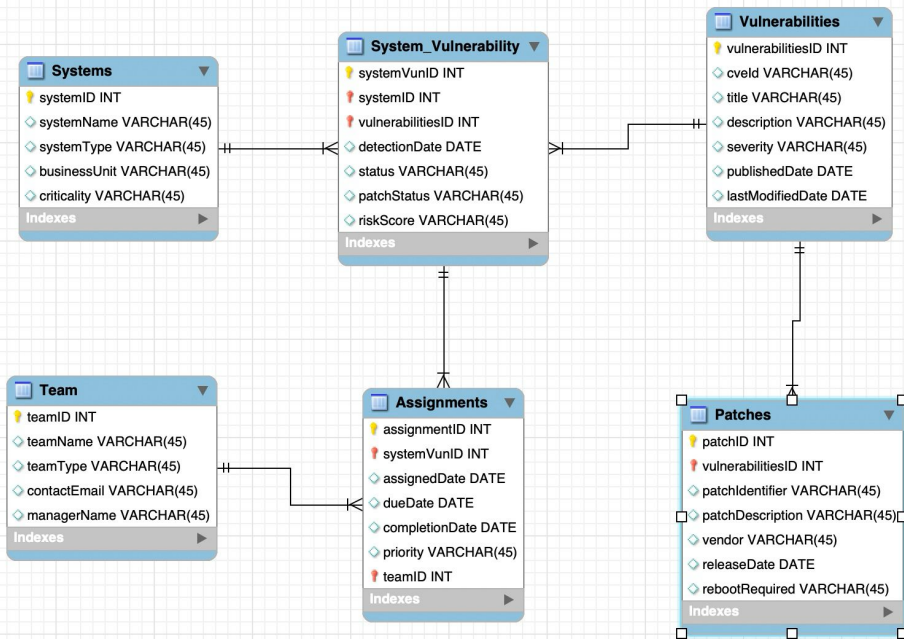 Systems
systemID INT
systemName VARCHAR(45)
systemType VARCHAR(45)
businessUnit VARCHAR(45)
criticality VARCHAR(45)
Indexes
System_Vulnerability
systemVunID INT
systemID INT
vulnerabilitiesID INT
detectionDate DATE
status VARCHAR(45)
patchStatus VARCHAR(45)
riskScore VARCHAR(45)
Indexes
Vulnerabilities
vulnerabilitiesID INT
cveId VARCHAR(45)
title VARCHAR(45)
description VARCHAR(45)
severity VARCHAR(45)
publishedDate DATE
lastModifiedDate DATE
Indexes
Team
teamID INT
teamName VARCHAR(45)
teamType VARCHAR(45)
contactEmail VARCHAR(45)
managerName VARCHAR(45)
Indexes
Assignments
assignmentID INT
systemVunID INT
assignedDate DATE
dueDate DATE
completionDate DATE
priority VARCHAR(45)
teamID INT
Indexes
Patches
patchID INT
vulnerabilitiesID INT
patchIdentifier VARCHAR(45)
patchDescription VARCHAR(45)
vendor VARCHAR(45)
releaseDate DATE
rebootRequired VARCHAR(45)
Indexes